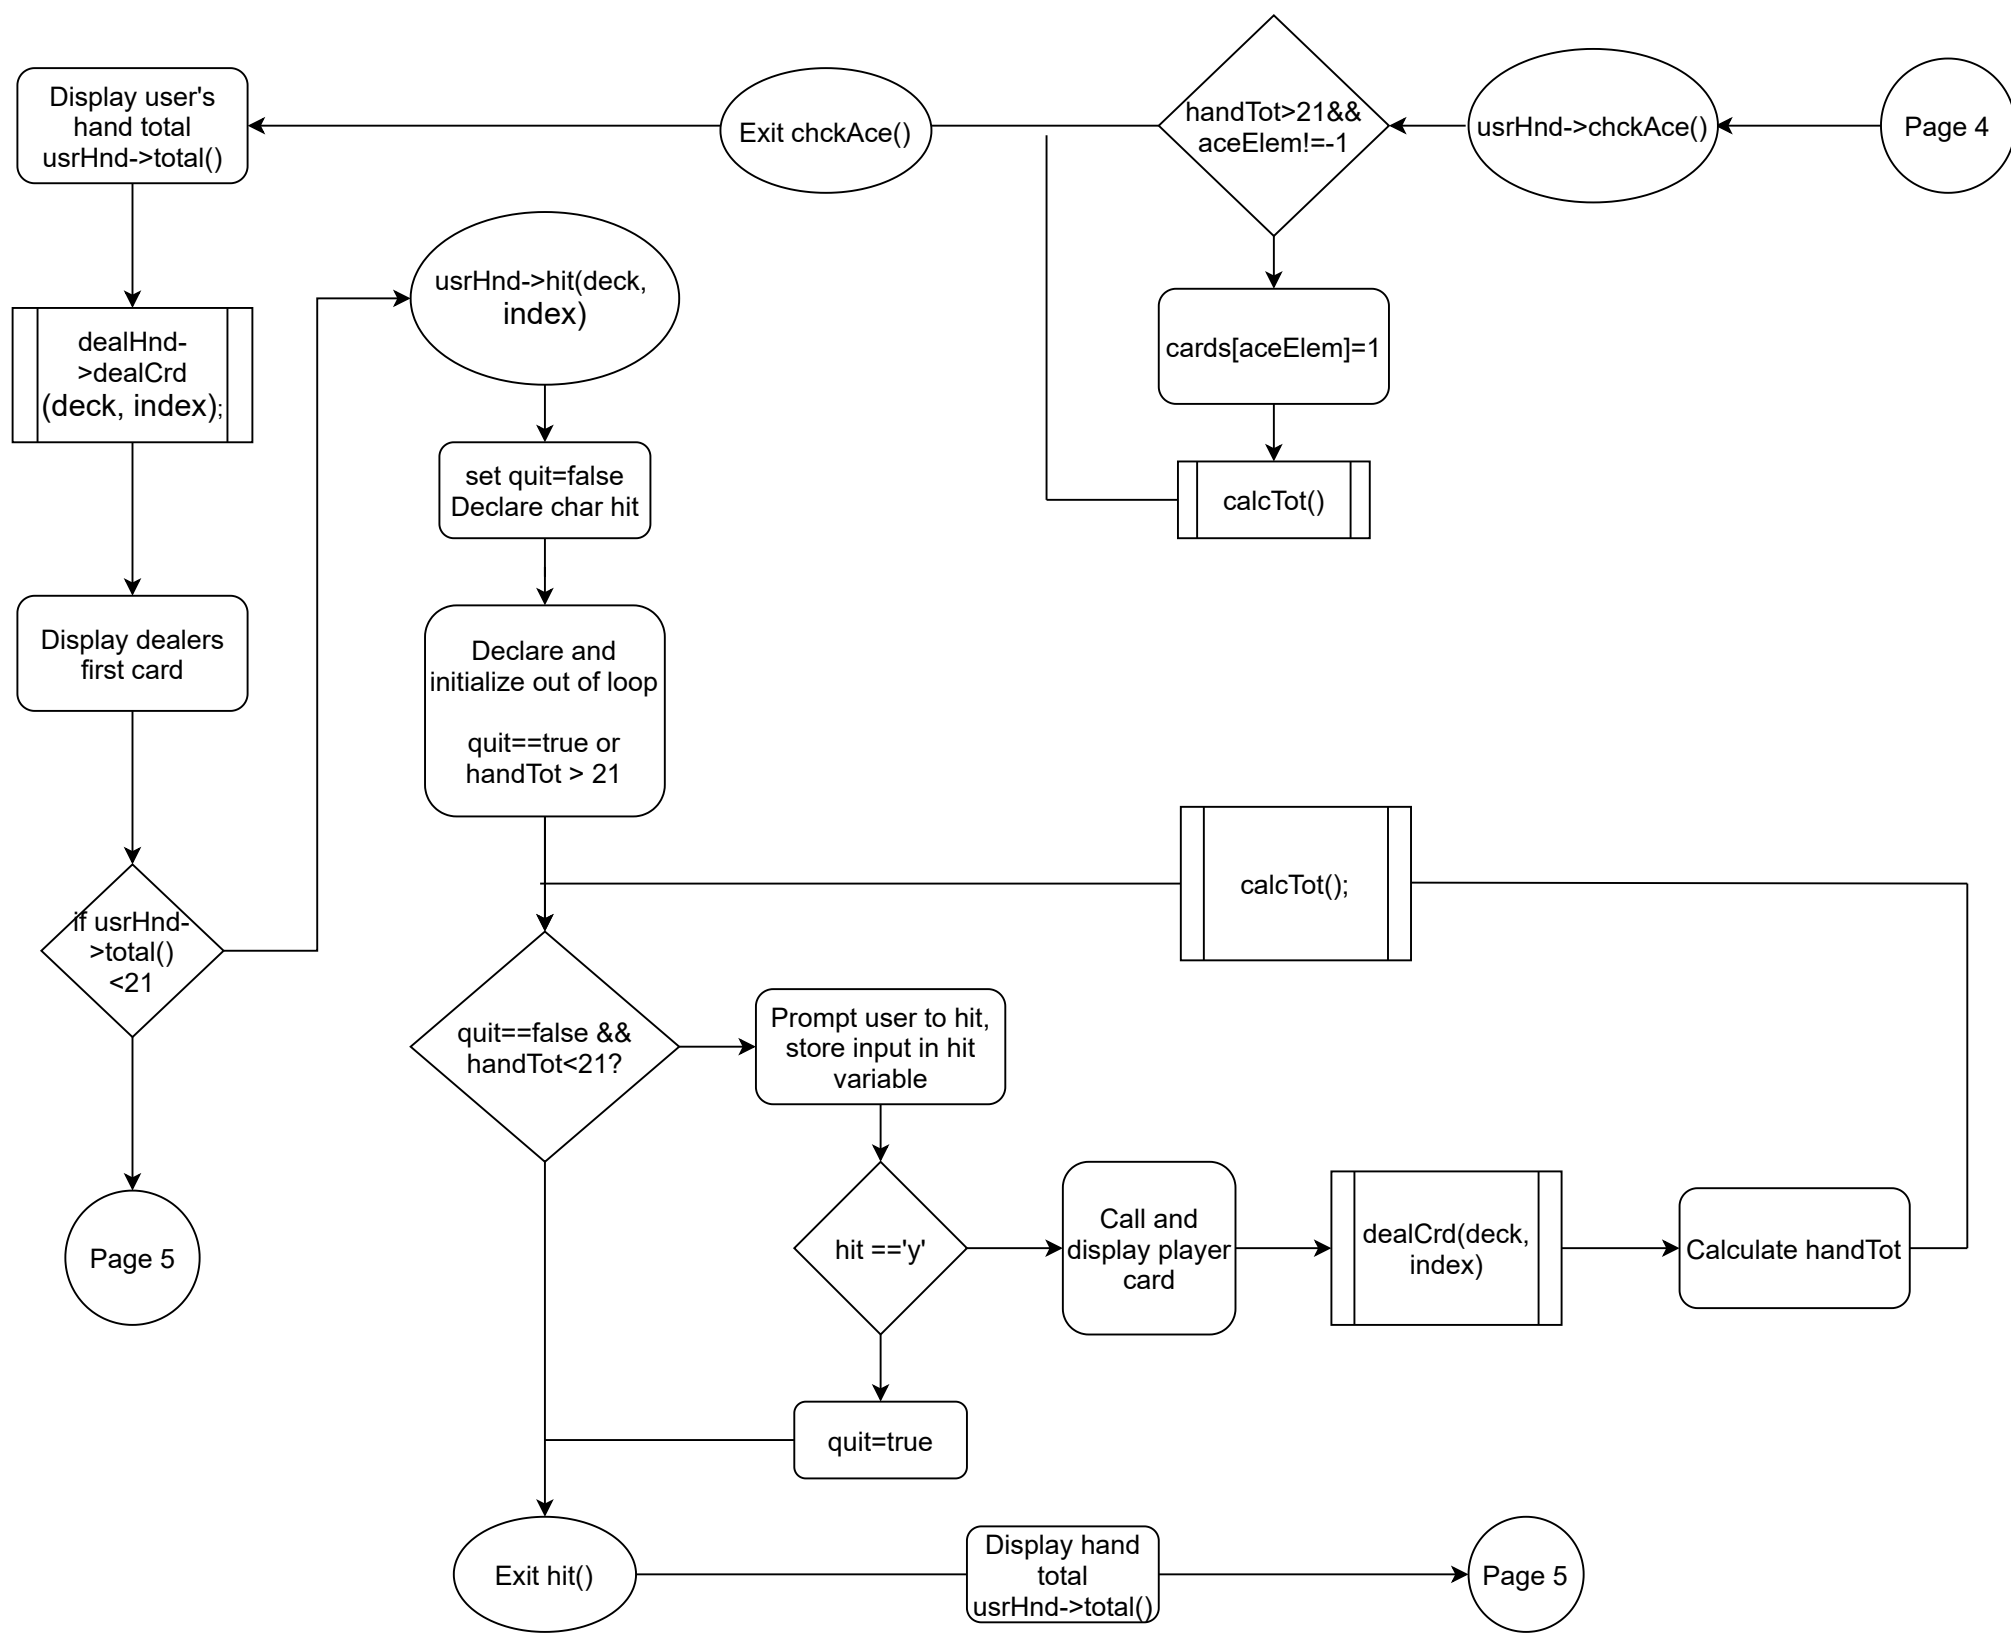 Display user's
hand total
usrHnd->total()
Exit chckAce()
handTot>21&&
aceElem!=-1
usrHnd->chckAce()
Page 4
usrHnd->hit(deck,
index)
dealHnd-
>dealCrd
(deck, index);
cards[aceElem]=1
set quit=false
Declare char hit
calcTot()
Display dealers
first card
Declare and
initialize out of loop
quit==true or
handTot > 21
calcTot();
if usrHnd-
>total()
<21
quit==false &&
handTot<21?
Prompt user to hit,
store input in hit
variable
Page 5
hit =='y'
Call and
display player
card
dealCrd(deck,
index)
Calculate handTot
quit=true
Exit hit()
Display hand
total
usrHnd->total()
Page 5